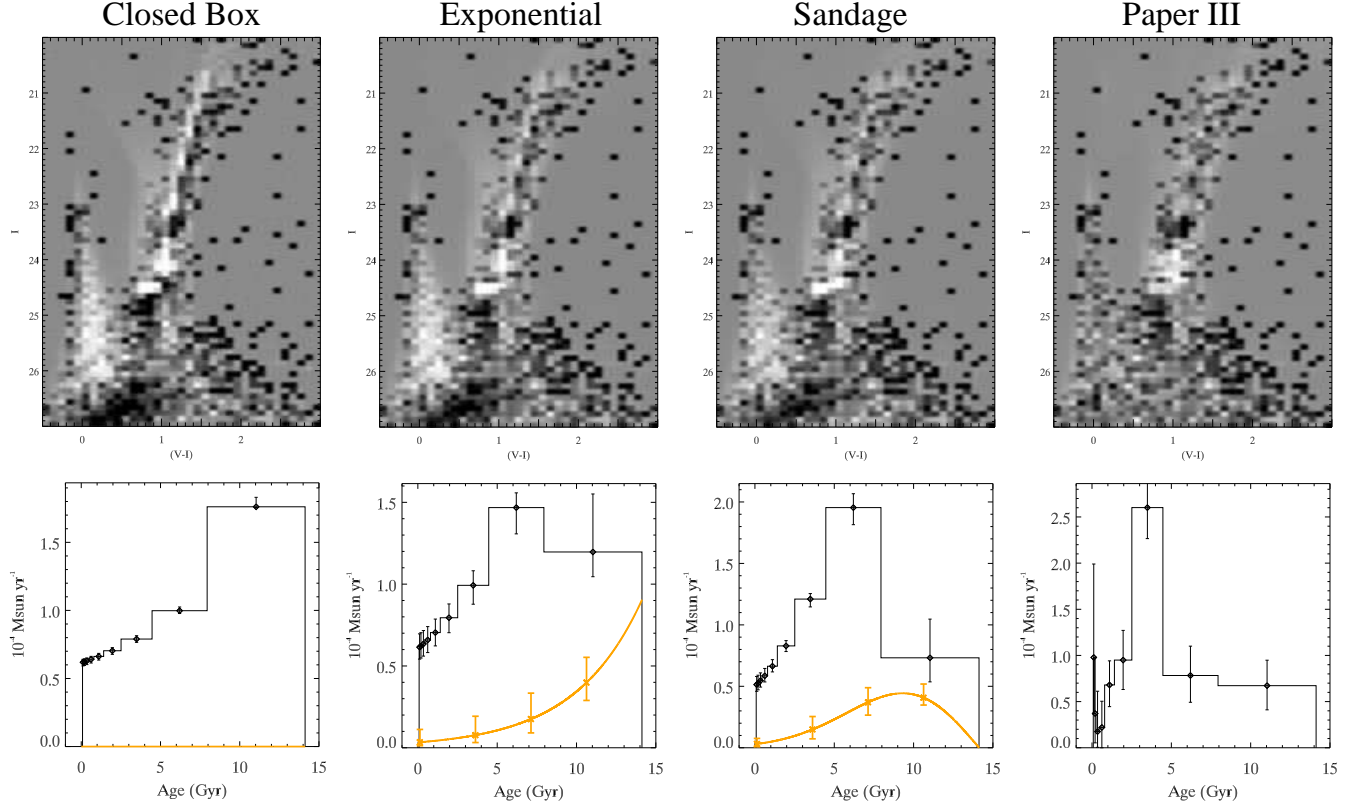 Closed Box Exponential Sandage Paper III
21 21 21 21
22 22 22 22
23 23 23 23
I I I I
24 24 24 24
25 25 25 25
26 26 26 26
0 1 2 0 1 2 0 1 2 0 1 2
(V-I) (V-I) (V-I) (V-I)
10⁻⁴ Msun yr⁻¹
1.5
1.0
0.5
0.0
0 5 10 15
Age (Gyr)
10⁻⁴ Msun yr⁻¹
1.5
1.0
0.5
0.0
0 5 10 15
Age (Gyr)
10⁻⁴ Msun yr⁻¹
2.0
1.5
1.0
0.5
0.0
0 5 10 15
Age (Gyr)
10⁻⁴ Msun yr⁻¹
2.5
2.0
1.5
1.0
0.5
0.0
0 5 10 15
Age (Gyr)